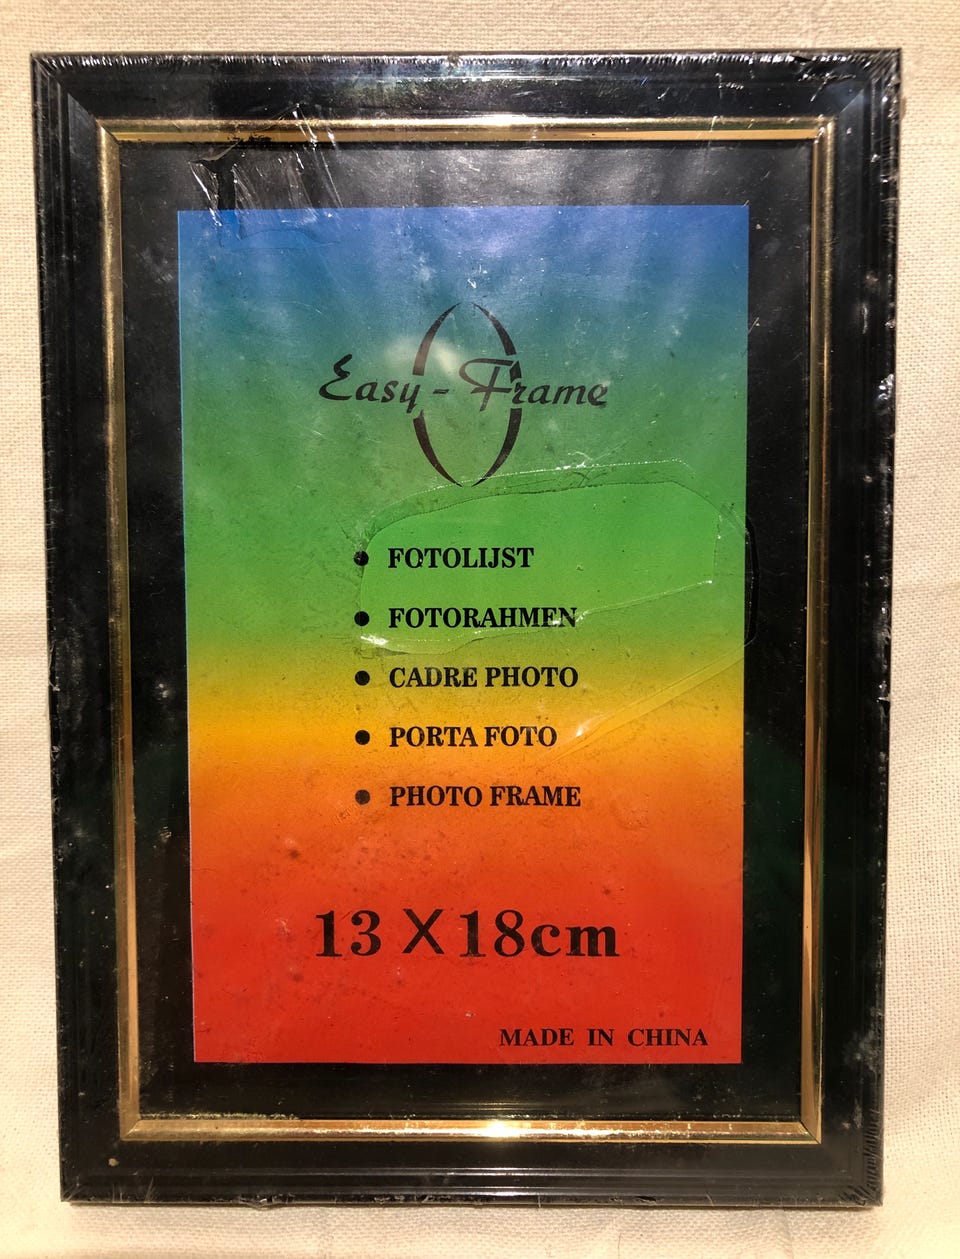 Easy-Frame
• FOTOLIJST
• FOTORAHMEN
• CADRE PHOTO
• PORTA FOTO
• PHOTO FRAME
13 X 18cm
MADE IN CHINA